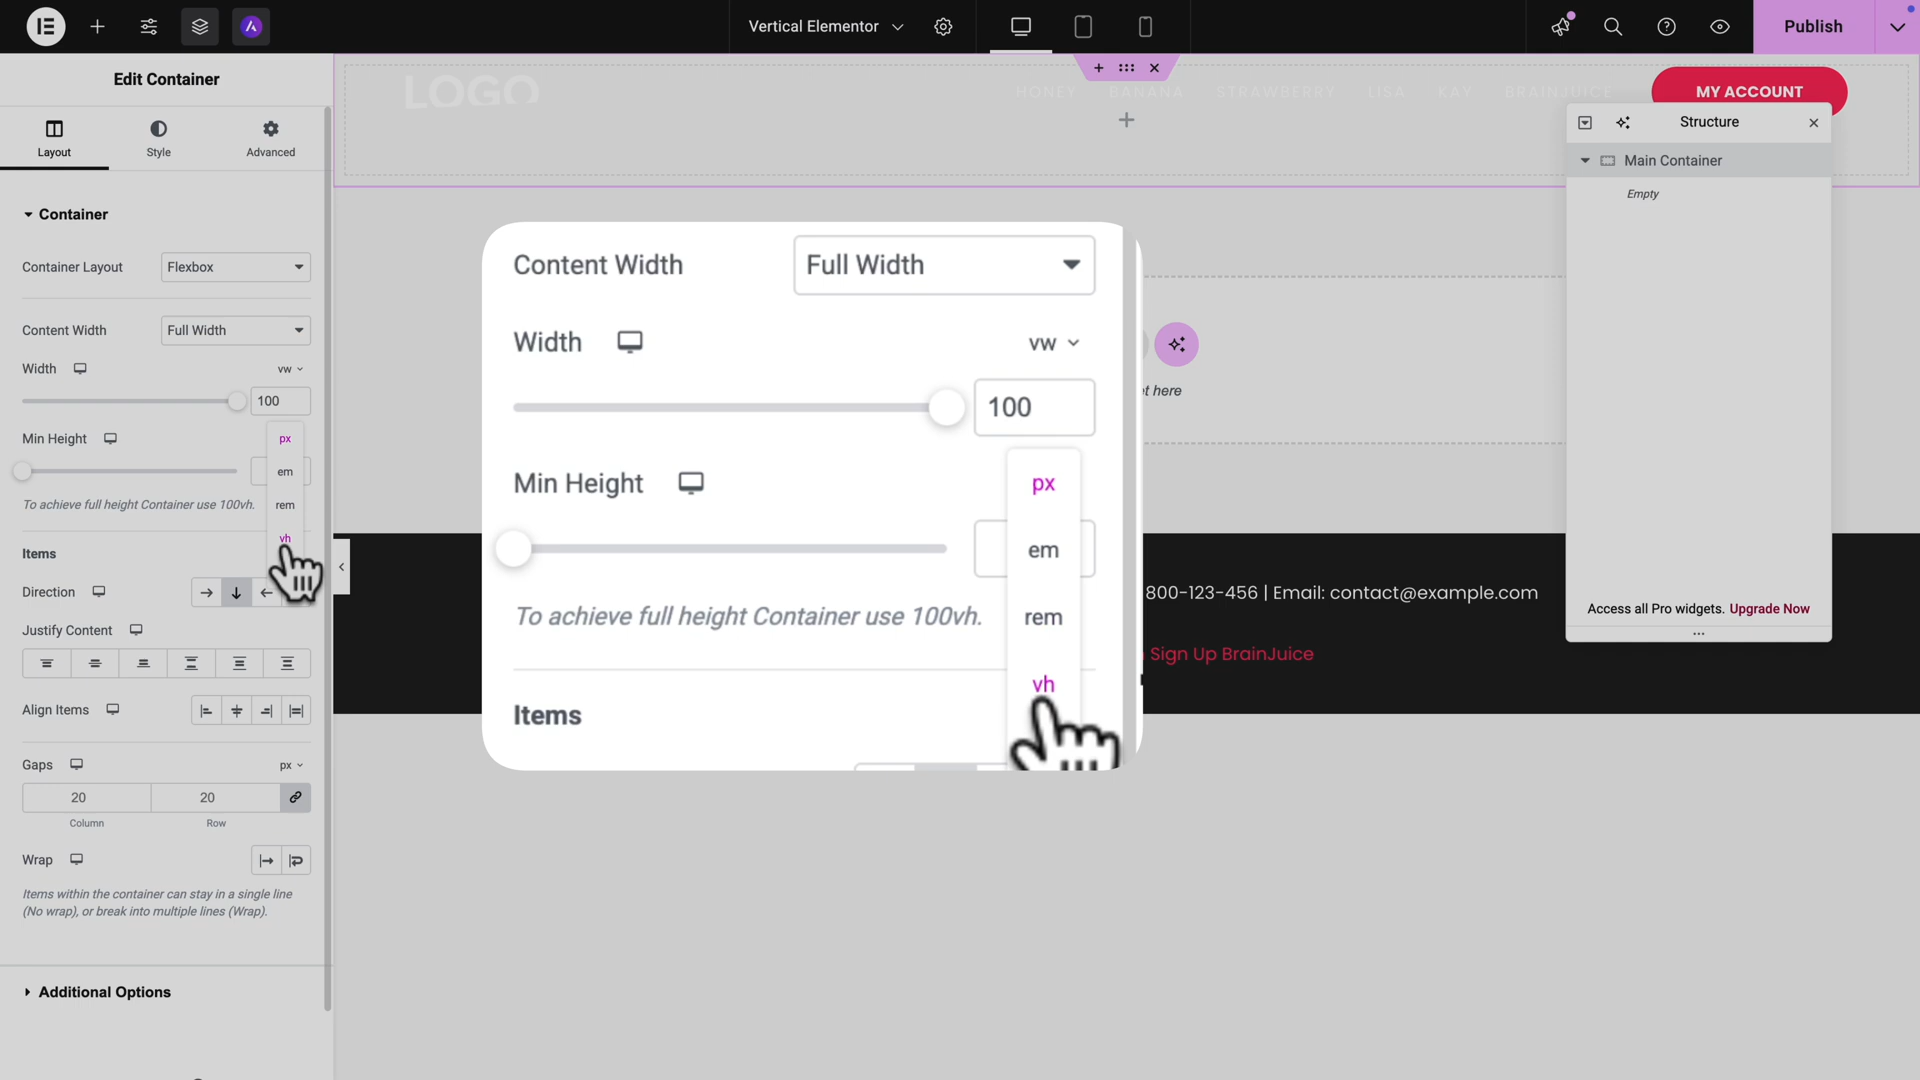 Vertical Elementor
Publish
Edit Container
Layout
Style
Advanced
Container
Container Layout
Flexbox
Content Width
Full Width
Width
vw
100
Min Height
px
em
rem
vh
To achieve full height Container use 100vh.
Items
Direction
Justify Content
Align Items
Gaps
px
20
20
Column
Row
Wrap
Items within the container can stay in a single line
(No wrap), or break into multiple lines (Wrap).
Additional Options
LOGO
HONEY BANANA STRAWBERRY LISA KAY BRAINJUICE
MY ACCOUNT
Content Width
Full Width
Width
vw
100
Min Height
px
em
rem
vh
To achieve full height Container use 100vh.
Items
here
800-123-456 | Email: contact@example.com
Sign Up BrainJuice
Structure
Main Container
Empty
Access all Pro widgets. Upgrade Now